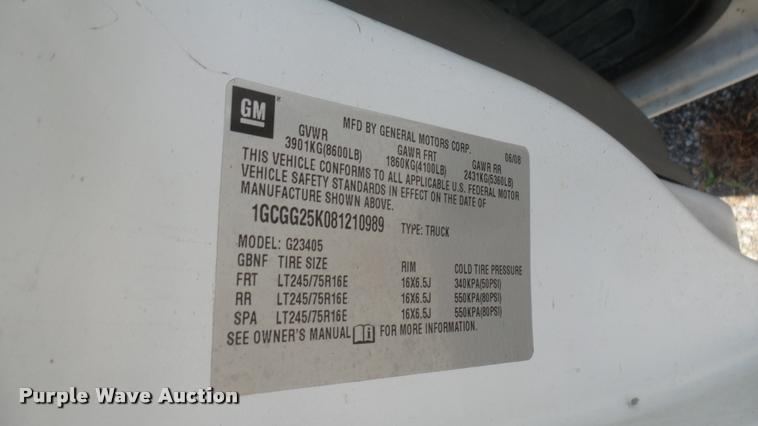 GM
MFD BY GENERAL MOTORS CORP. 06/08
GVWR GAWR FRT GAWR RR
3901KG(8600LB) 1860KG(4100LB) 2431KG(5360LB)
THIS VEHICLE CONFORMS TO ALL APPLICABLE U.S. FEDERAL MOTOR
VEHICLE SAFETY STANDARDS IN EFFECT ON THE DATE OF
MANUFACTURE SHOWN ABOVE.
1GCGG25K081210989 TYPE: TRUCK
MODEL: G23405
GBNF TIRE SIZE RIM COLD TIRE PRESSURE
FRT LT245/75R16E 16X6.5J 340KPA(50PSI)
RR LT245/75R16E 16X6.5J 550KPA(80PSI)
SPA LT245/75R16E 16X6.5J 550KPA(80PSI)
SEE OWNER'S MANUAL FOR MORE INFORMATION.
Purple Wave Auction